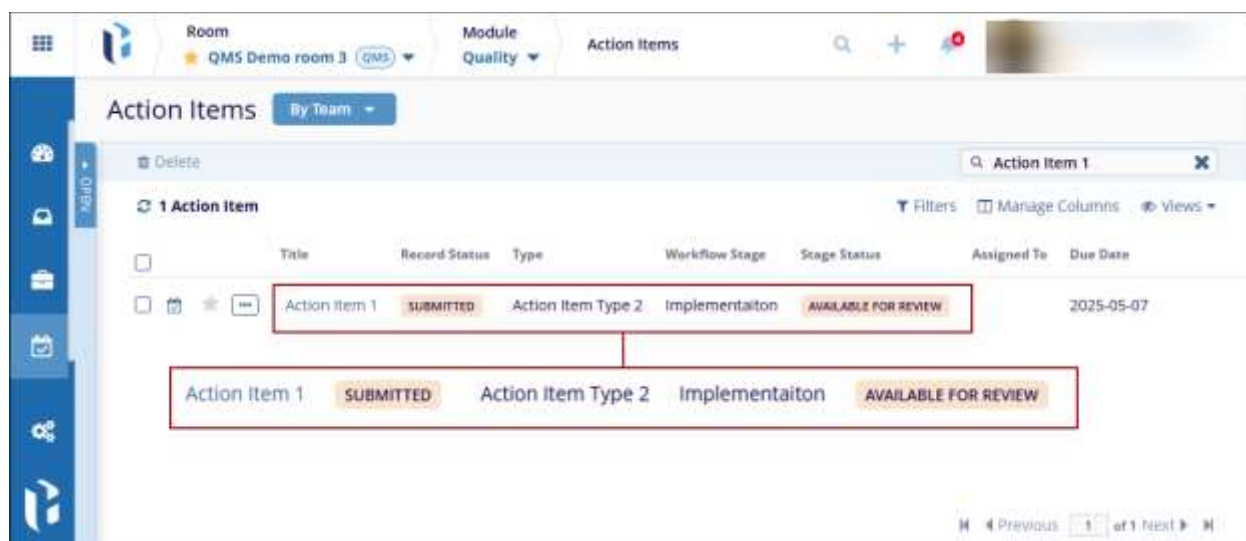 Room
Module
QMS Demo room 3 QMS
Quality
Action Items
4
Action Items
By Team
OPEN
Delete
Action Item 1
1 Action Item
Filters Manage Columns Views
Title Record Status Type Workflow Stage Stage Status Assigned To Due Date
Action Item 1 SUBMITTED Action Item Type 2 Implementaiton AVAILABLE FOR REVIEW 2025-05-07
Action Item 1 SUBMITTED Action Item Type 2 Implementaiton AVAILABLE FOR REVIEW
Previous 1 of 1 Next